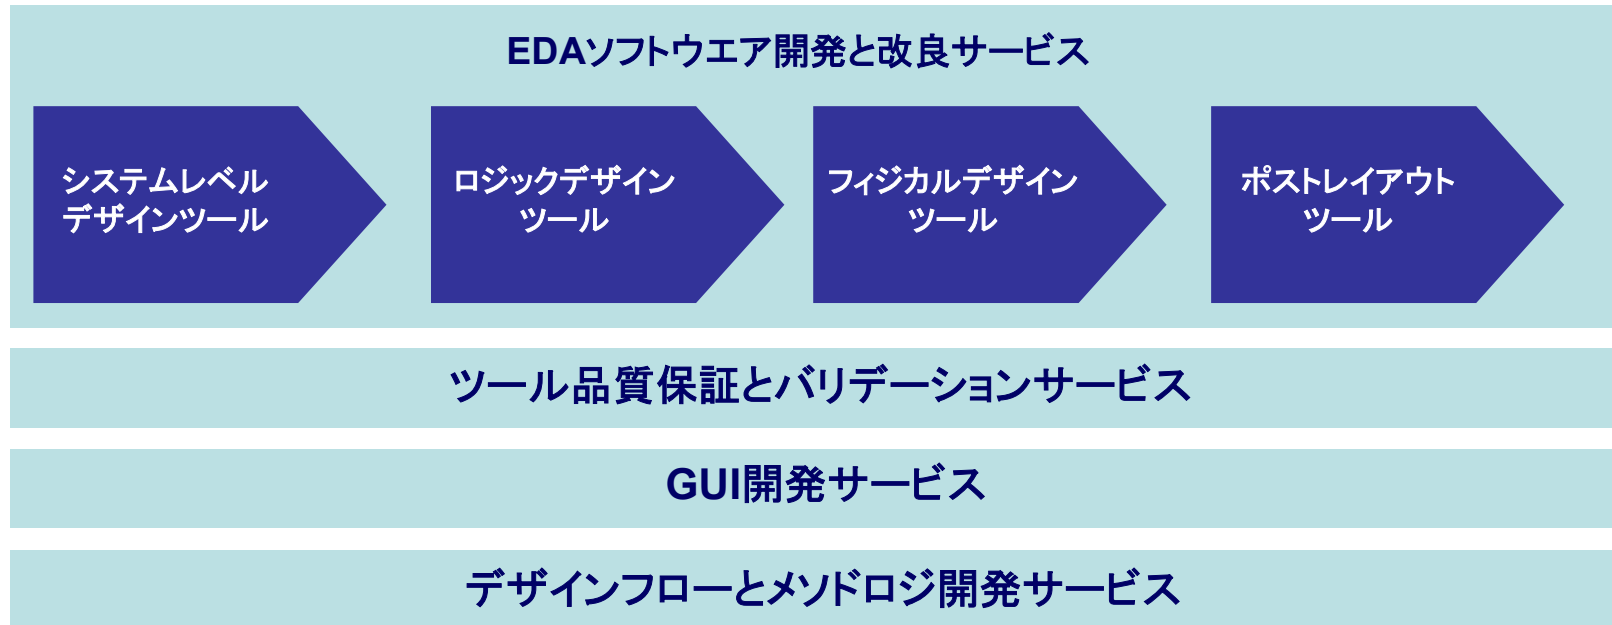 EDAソフトウエア開発と改良サービス
システムレベル
デザインツール
ロジックデザイン
ツール
フィジカルデザイン
ツール
ポストレイアウト
ツール
ツール品質保証とバリデーションサービス
GUI開発サービス
デザインフローとメソドロジ開発サービス